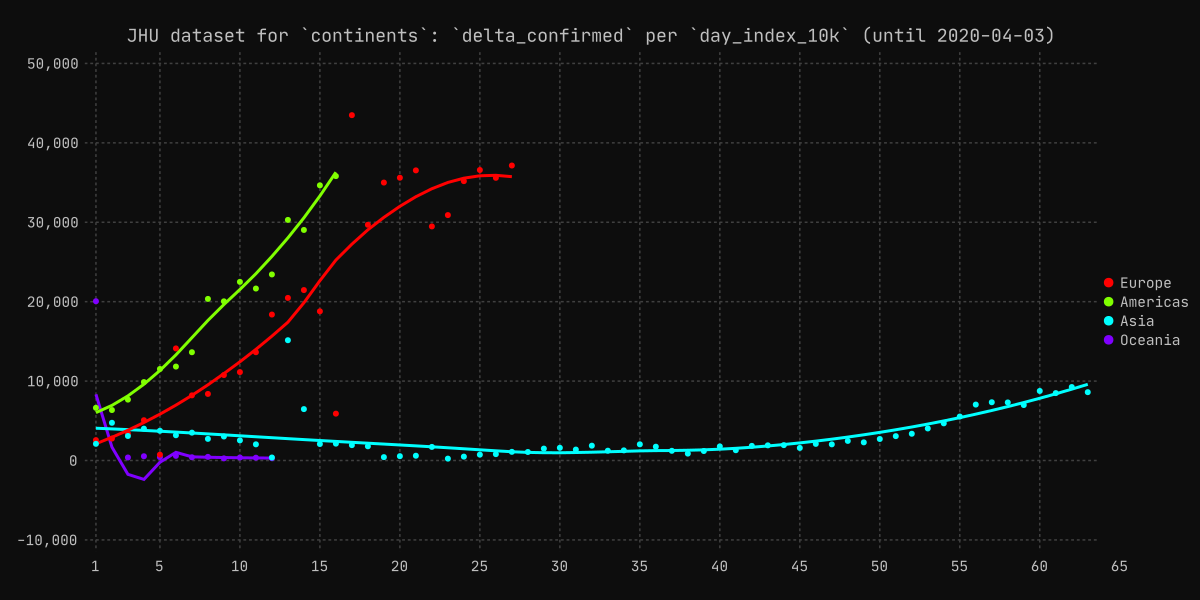 JHU dataset for `continents`: `delta_confirmed` per `day_index_10k` (until 2020-04-03)
50,000
40,000
30,000
20,000
10,000
0
-10,000
1 5 10 15 20 25 30 35 40 45 50 55 60 65
Europe
Americas
Asia
Oceania